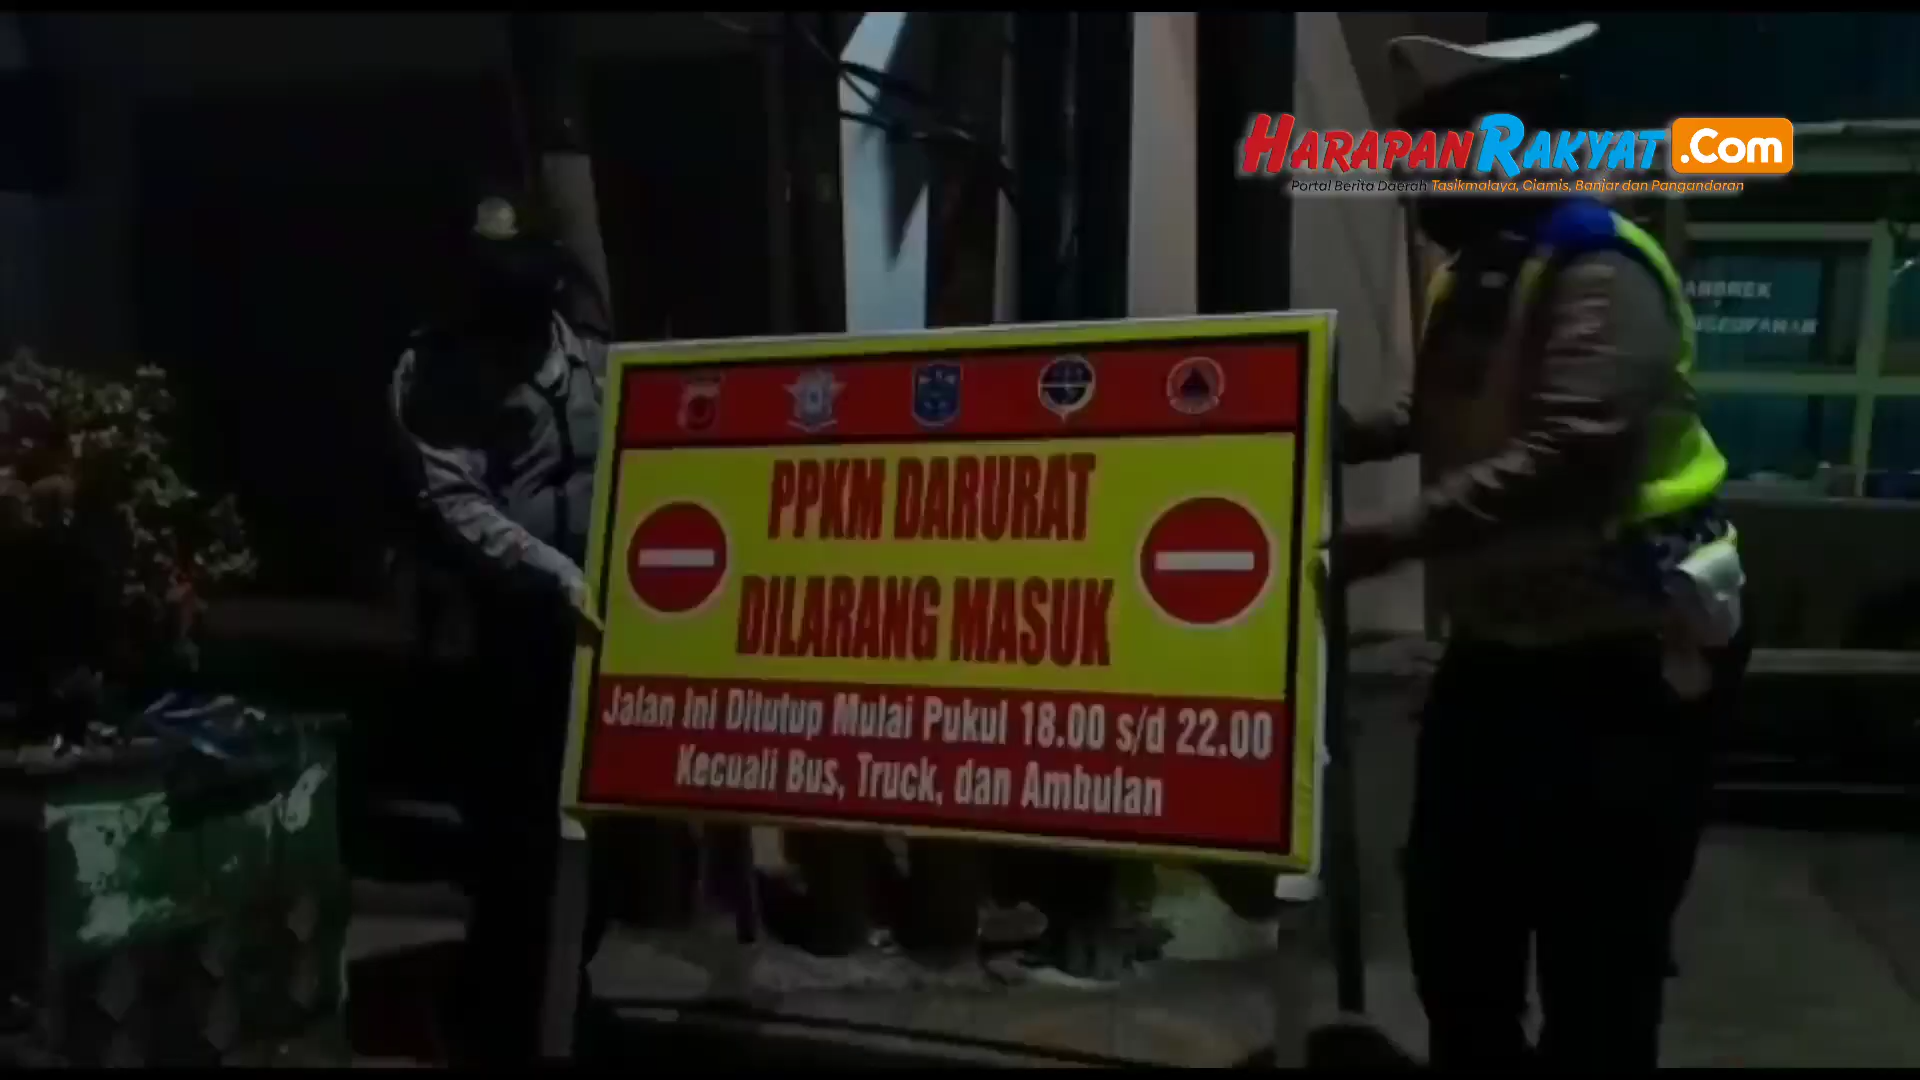 HARAPANRAKYAT.Com
Portal Berita Daerah Tasikmalaya, Ciamis, Banjar dan Pangandaran
PPKM DARURAT
DILARANG MASUK
Jalan Ini Ditutup Mulai Pukul 18.00 s/d 22.00
Kecuali Bus, Truck, dan Ambulan